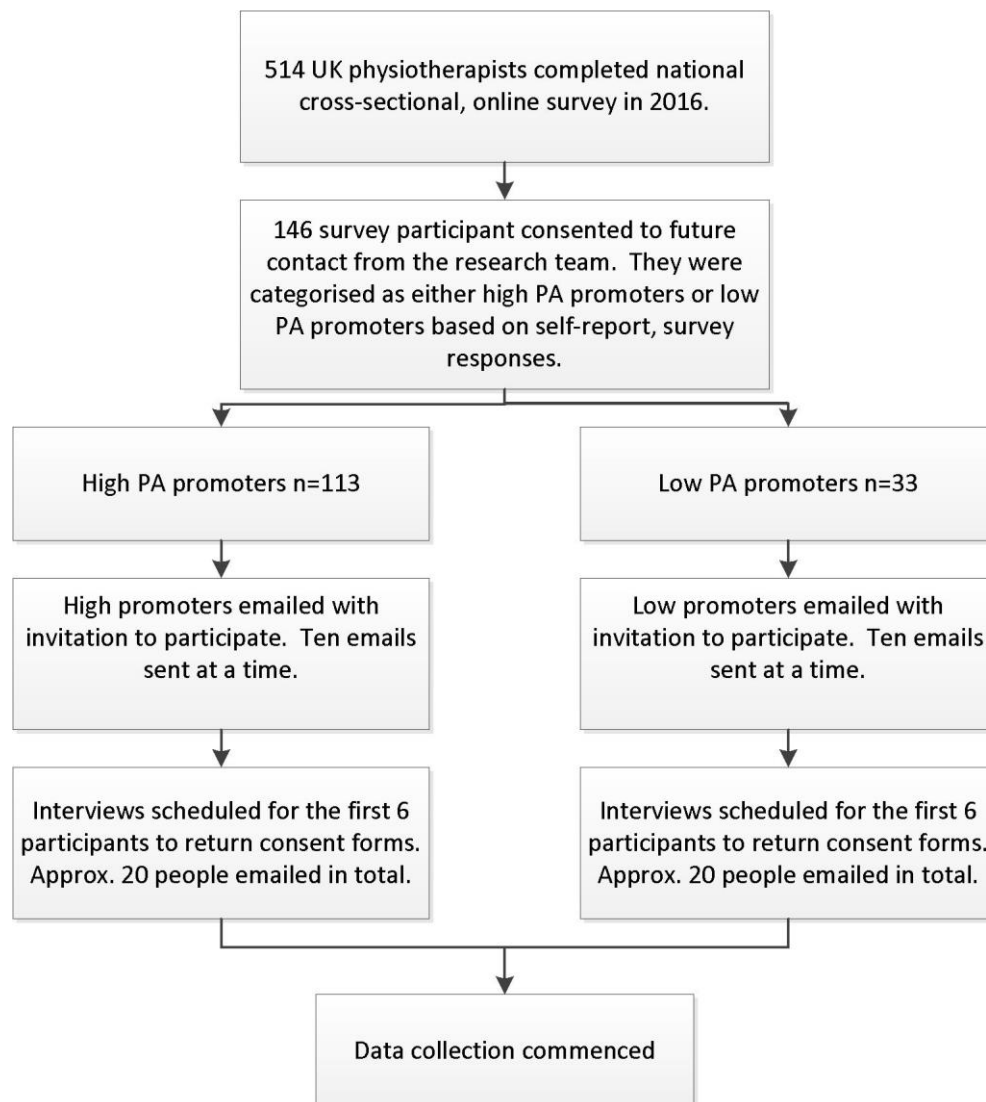 514 UK physiotherapists completed national
cross-sectional, online survey in 2016.
146 survey participant consented to future
contact from the research team.  They were
categorised as either high PA promoters or low
PA promoters based on self-report, survey
responses.
High PA promoters n=113
Low PA promoters n=33
High promoters emailed with
invitation to participate.  Ten emails
sent at a time.
Low promoters emailed with
invitation to participate.  Ten emails
sent at a time.
Interviews scheduled for the first 6
participants to return consent forms.
Approx. 20 people emailed in total.
Interviews scheduled for the first 6
participants to return consent forms.
Approx. 20 people emailed in total.
Data collection commenced